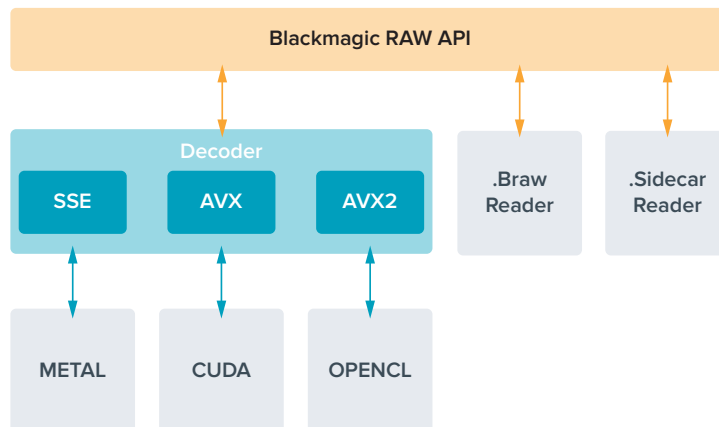 Blackmagic RAW API
Decoder
SSE
AVX
AVX2
.Braw
Reader
.Sidecar
Reader
METAL
CUDA
OPENCL